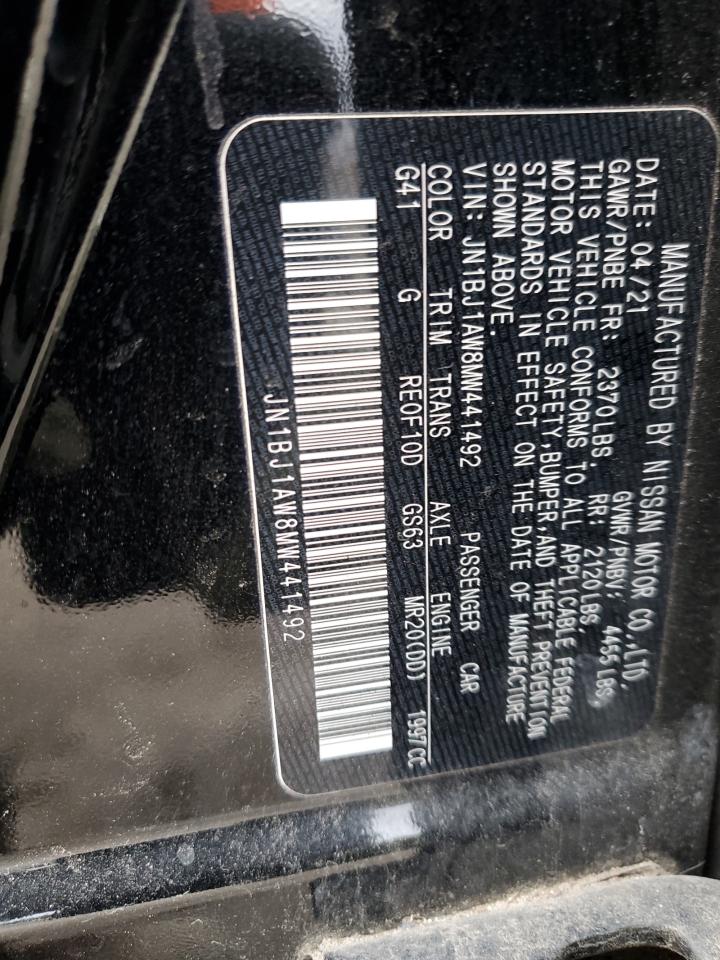 MANUFACTURED BY NISSAN MOTOR CO.,LTD.
DATE: 04/21 GVWR/PNBV: 4455 LBS,
GAWR/PNBE FR: 2370LBS. RR: 2120LBS.
THIS VEHICLE CONFORMS TO ALL APPLICABLE FEDERAL
MOTOR VEHICLE SAFETY,BUMPER,AND THEFT PREVENTION
STANDARDS IN EFFECT ON THE DATE OF MANUFACTURE
SHOWN ABOVE.
VIN: JN1BJ1AW8MW441492 PASSENGER CAR
COLOR TRIM TRANS AXLE ENGINE
G41 G RE0F10D GS63 MR20(DD) 1997CC
JN1BJ1AW8MW441492